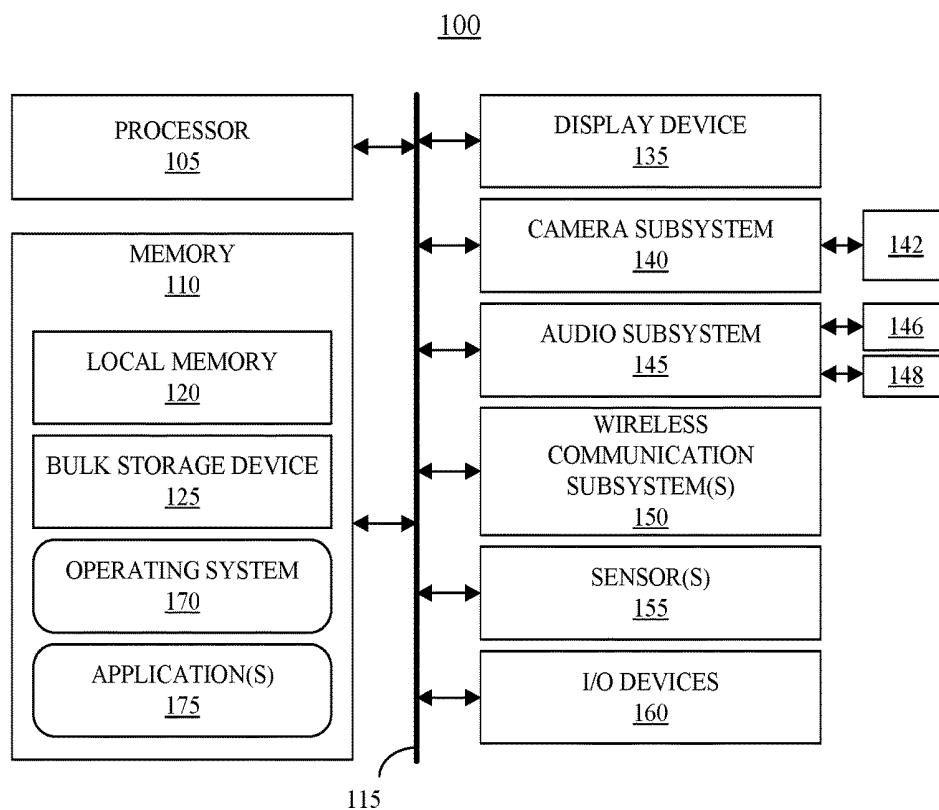 100
PROCESSOR
105
MEMORY
110
LOCAL MEMORY
120
BULK STORAGE DEVICE
125
OPERATING SYSTEM
170
APPLICATION(S)
175
115
DISPLAY DEVICE
135
CAMERA SUBSYSTEM
140
142
AUDIO SUBSYSTEM
145
146
148
WIRELESS
COMMUNICATION
SUBSYSTEM(S)
150
SENSOR(S)
155
I/O DEVICES
160